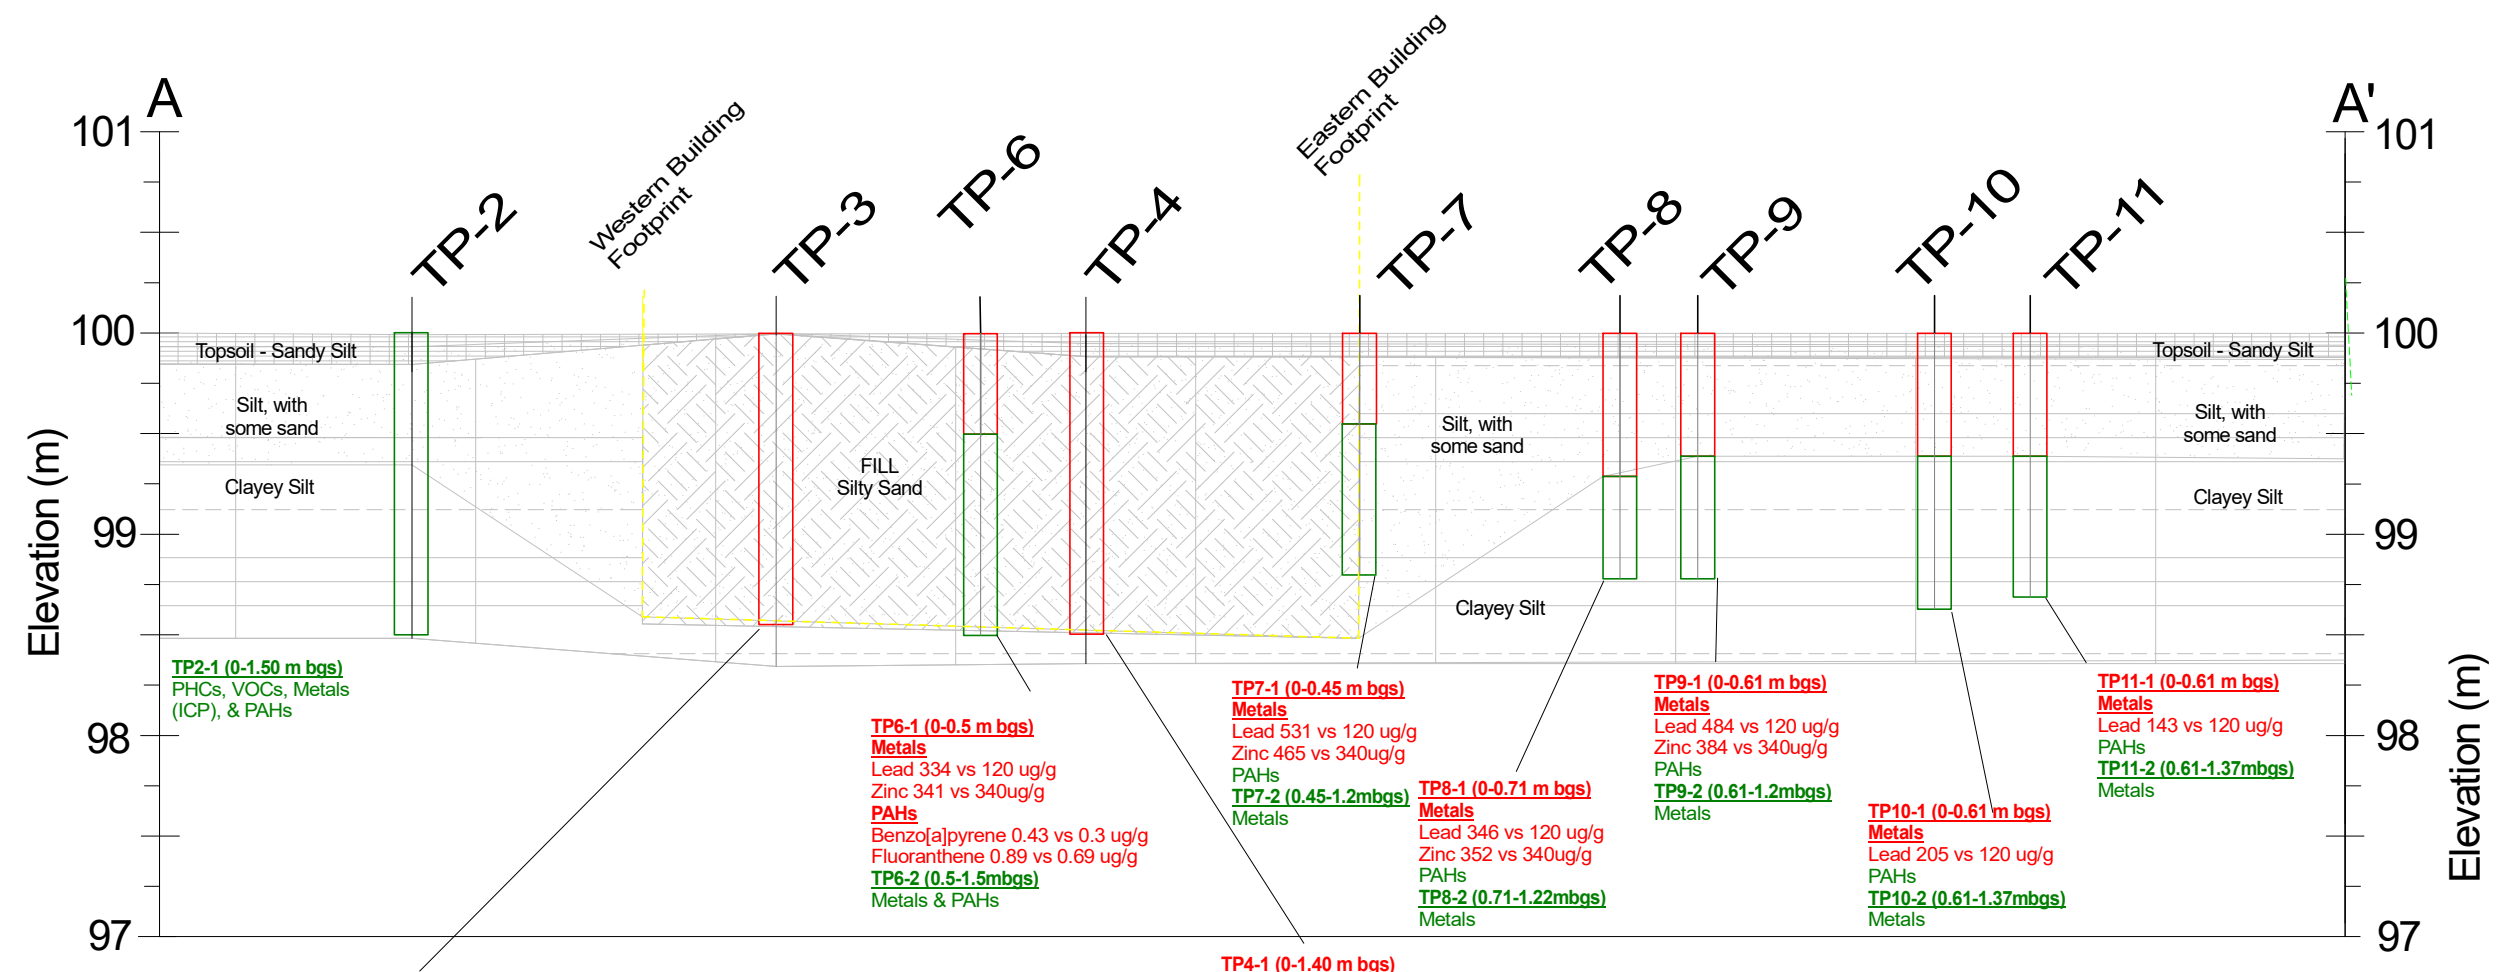 A
A'
101
100
99
98
97
Elevation (m)
Western Building
Footprint
Eastern Building
Footprint
TP-2
TP-3
TP-6
TP-4
TP-7
TP-8
TP-9
TP-10
TP-11
101
100
99
98
97
Elevation (m)
Topsoil - Sandy Silt
Silt, with
some sand
Clayey Silt
FILL
Silty Sand
Silt, with
some sand
Clayey Silt
Topsoil - Sandy Silt
Silt, with
some sand
Clayey Silt
TP2-1 (0-1.50 m bgs)
PHCs, VOCs, Metals
(ICP), & PAHs
TP6-1 (0-0.5 m bgs)
Metals
Lead 334 vs 120 ug/g
Zinc 341 vs 340ug/g
PAHs
Benzo[a]pyrene 0.43 vs 0.3 ug/g
Fluoranthene 0.89 vs 0.69 ug/g
TP6-2 (0.5-1.5mbgs)
Metals & PAHs
TP7-1 (0-0.45 m bgs)
Metals
Lead 531 vs 120 ug/g
Zinc 465 vs 340ug/g
PAHs
TP7-2 (0.45-1.2mbgs)
Metals
TP8-1 (0-0.71 m bgs)
Metals
Lead 346 vs 120 ug/g
Zinc 352 vs 340ug/g
PAHs
TP8-2 (0.71-1.22mbgs)
Metals
TP9-1 (0-0.61 m bgs)
Metals
Lead 484 vs 120 ug/g
Zinc 384 vs 340ug/g
PAHs
TP9-2 (0.61-1.2mbgs)
Metals
TP10-1 (0-0.61 m bgs)
Metals
Lead 205 vs 120 ug/g
PAHs
TP10-2 (0.61-1.37mbgs)
Metals
TP11-1 (0-0.61 m bgs)
Metals
Lead 143 vs 120 ug/g
PAHs
TP11-2 (0.61-1.37mbgs)
Metals
TP4-1 (0-1.40 m bgs)